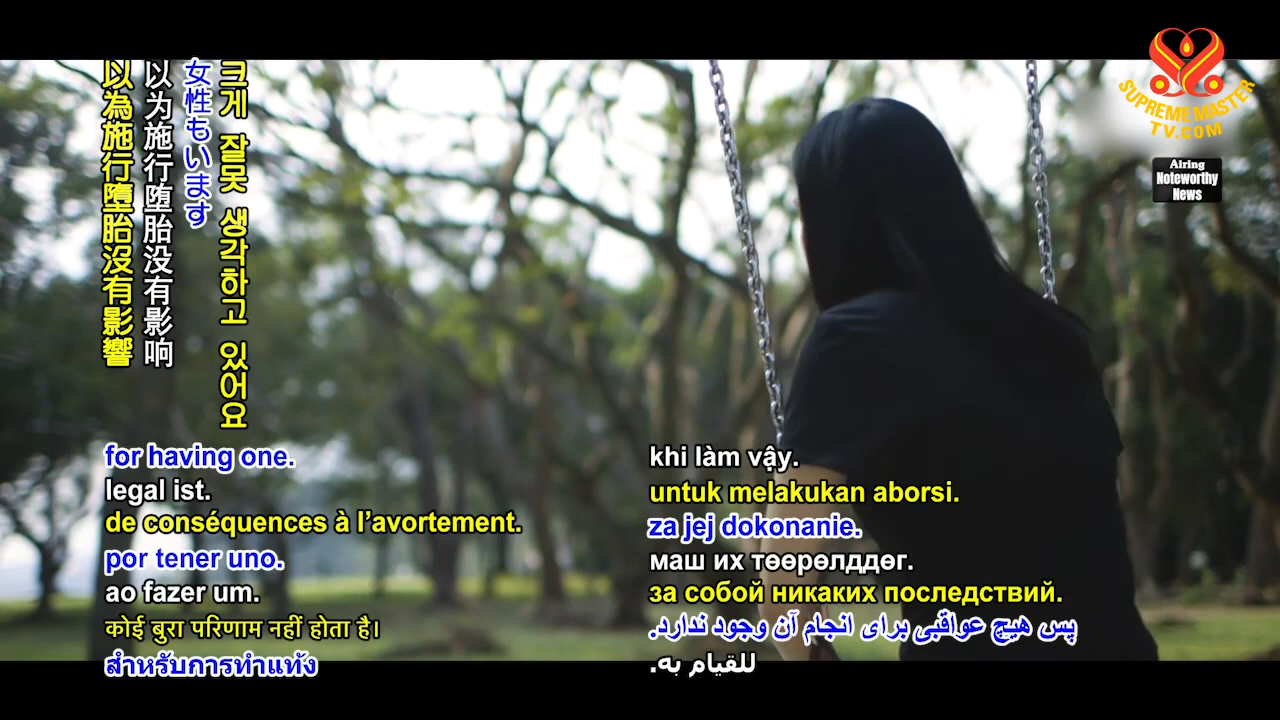 크게 잘못 생각하고 있어요
女性もいます
以为施行堕胎没有影响
以為施行墮胎沒有影響
for having one.
legal ist.
de conséquences à l’avortement.
por tener uno.
ao fazer um.
कोई बुरा परिणाम नहीं होता है।
สำหรับการทำแท้ง
khi làm vậy.
untuk melakukan aborsi.
za jej dokonanie.
маш их төөрөлддөг.
за собой никаких последствий.
پس هیچ عواقبی برای انجام آن وجود ندارد.
للقيام به.
SUPREME MASTER
TV.COM
Airing
Noteworthy
News